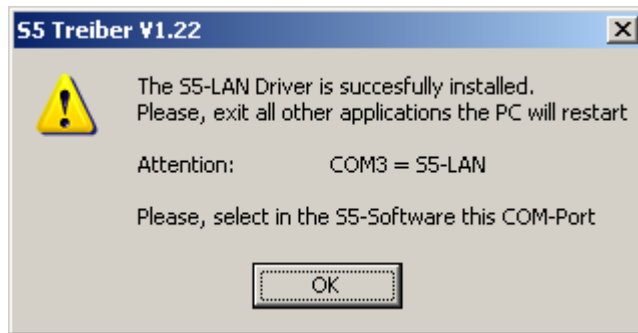 S5 Treiber V1.22
The S5-LAN Driver is succesfully installed.
Please, exit all other applications the PC will restart
Attention: COM3 = S5-LAN
Please, select in the S5-Software this COM-Port
OK